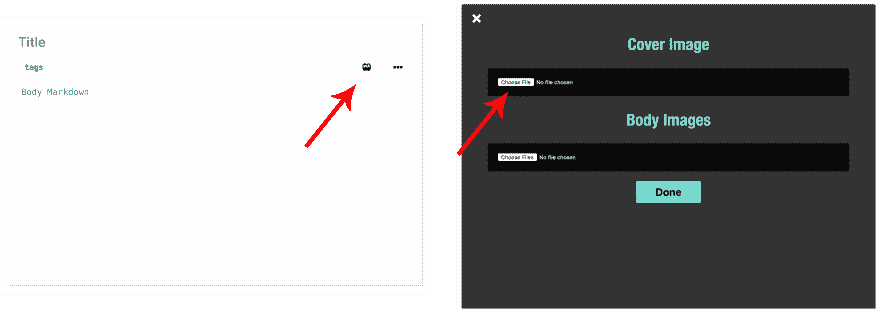 Title
tags
Body Markdown
Cover Image
Choose File No file chosen
Body Images
Choose Files No file chosen
Done